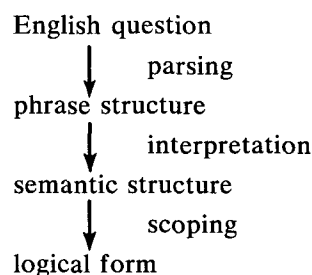 English question
parsing
phrase structure
interpretation
semantic structure
scoping
logical form